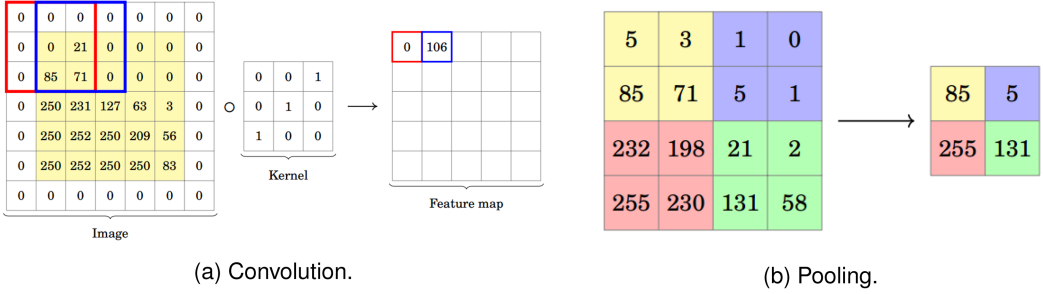 0 0 0 0 0 0 0
0 0 21 0 0 0 0
0 85 71 0 0 0 0
0 250 231 127 63 3 0
0 250 252 250 209 56 0
0 250 252 250 250 83 0
0 0 0 0 0 0 0
Image
0 0 1
0 1 0
1 0 0
Kernel
0 106
Feature map
(a) Convolution.
5 3 1 0
85 71 5 1
232 198 21 2
255 230 131 58
85 5
255 131
(b) Pooling.